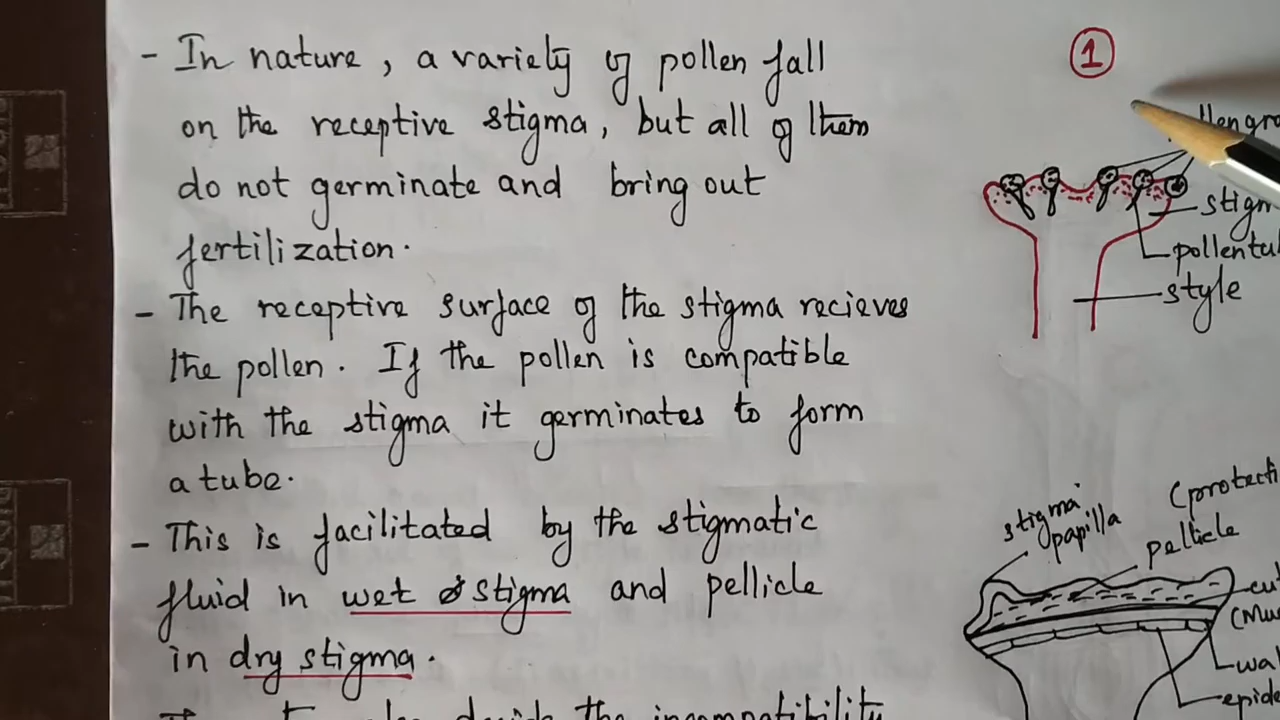 - In nature, a variety of pollen fall
on the receptive stigma, but all of them
do not germinate and bring out
fertilization.
- The receptive surface of the stigma recieves
the pollen. If the pollen is compatible
with the stigma it germinates to form
a tube.
- This is facilitated by the stigmatic
fluid in wet stigma and pellicle
in dry stigma.
decide the incompatibility
1
style
stigma
papilla
pellicle